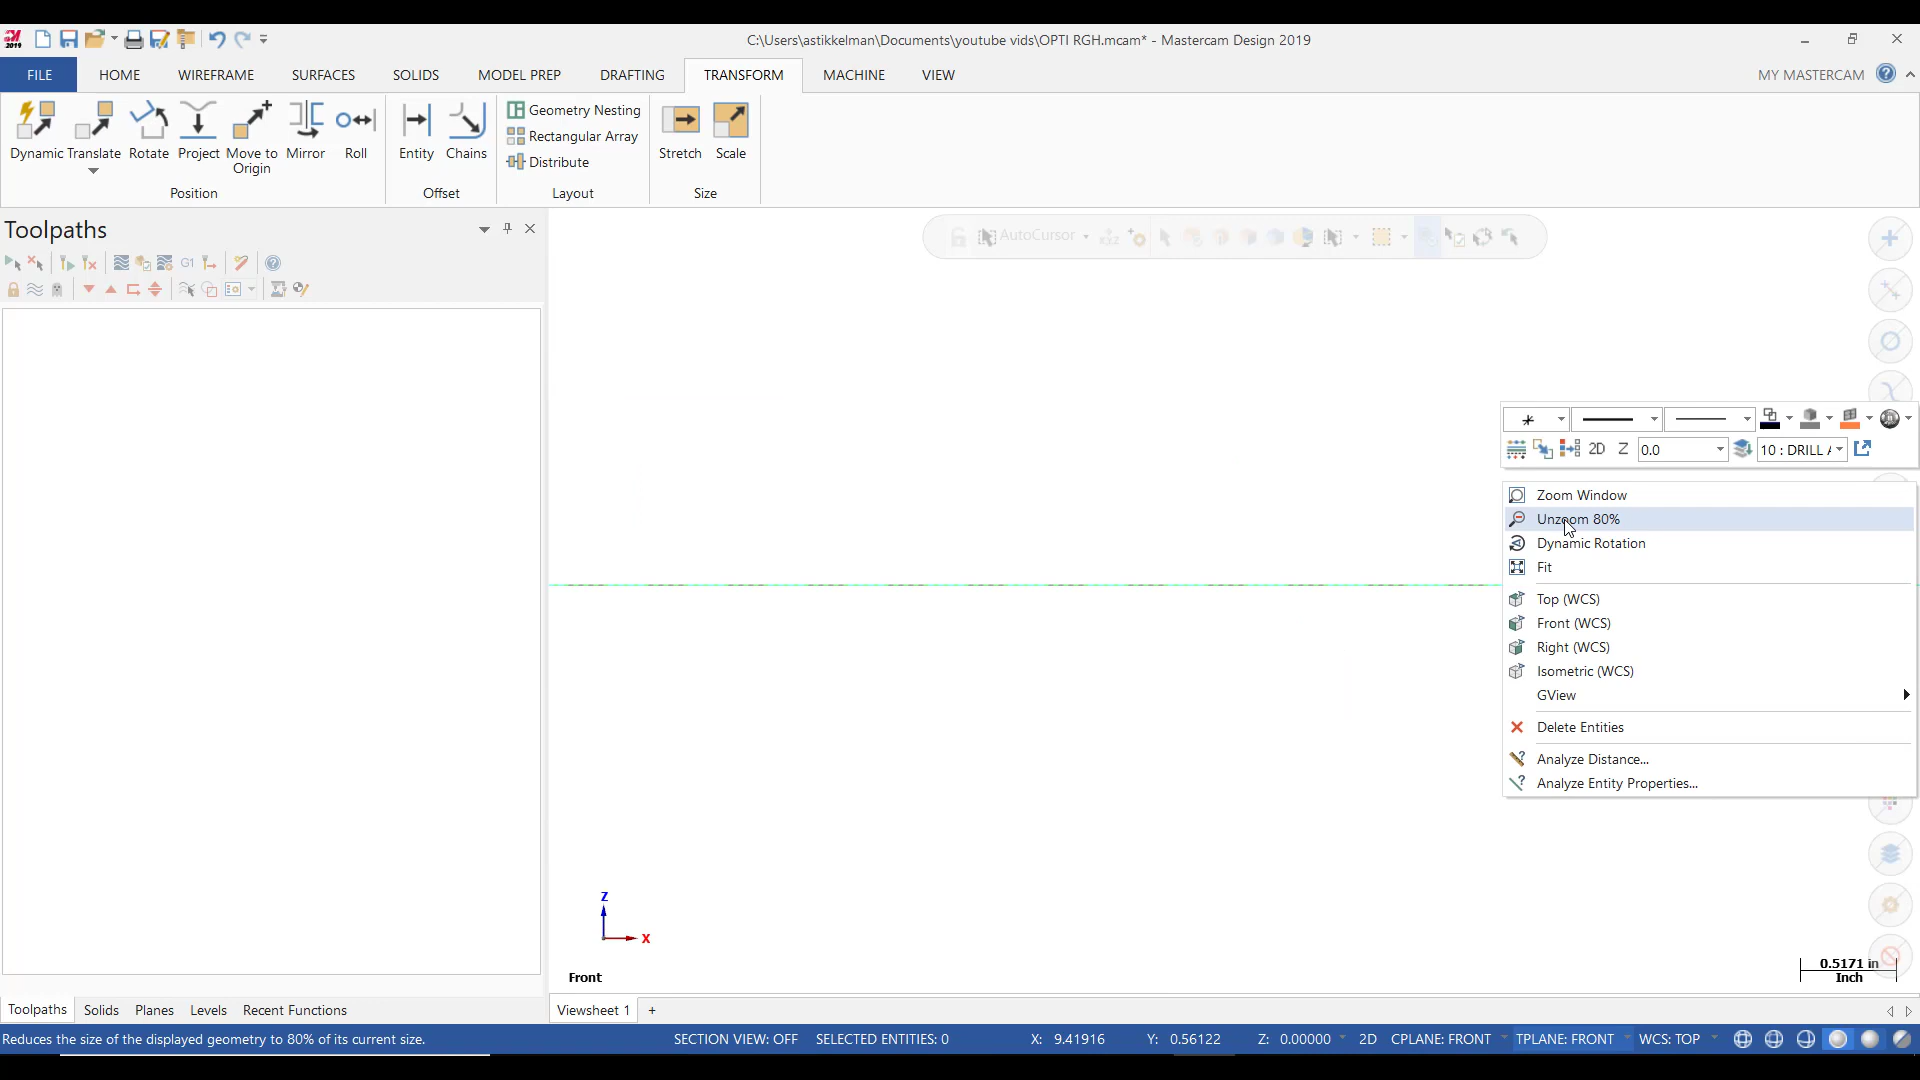 2019
C:\Users\astikkelman\Documents\youtube vids\OPTI RGH.mcam* - Mastercam Design 2019
FILE HOME WIREFRAME SURFACES SOLIDS MODEL PREP DRAFTING TRANSFORM MACHINE VIEW MY MASTERCAM
Dynamic Translate Rotate Project Move to Origin Mirror Roll
Position
Entity Chains
Offset
Geometry Nesting
Rectangular Array
Distribute
Layout
Stretch Scale
Size
Toolpaths
G1
AutoCursor
2D Z 0.0 10 : DRILL
Zoom Window
Unzoom 80%
Dynamic Rotation
Fit
Top (WCS)
Front (WCS)
Right (WCS)
Isometric (WCS)
GView
Delete Entities
Analyze Distance...
Analyze Entity Properties...
Z
X
Front
0.5171 in
Inch
Toolpaths Solids Planes Levels Recent Functions
Viewsheet 1 +
Reduces the size of the displayed geometry to 80% of its current size.
SECTION VIEW: OFF SELECTED ENTITIES: 0 X: 9.41916 Y: 0.56122 Z: 0.00000 2D CPLANE: FRONT TPLANE: FRONT WCS: TOP